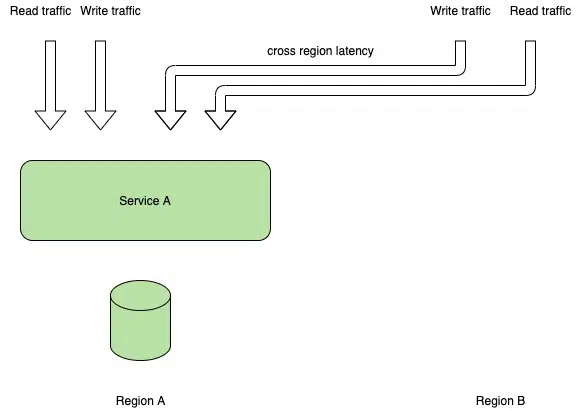 Read traffic
Write traffic
Write traffic
Read traffic
cross region latency
Service A
Region A
Region B